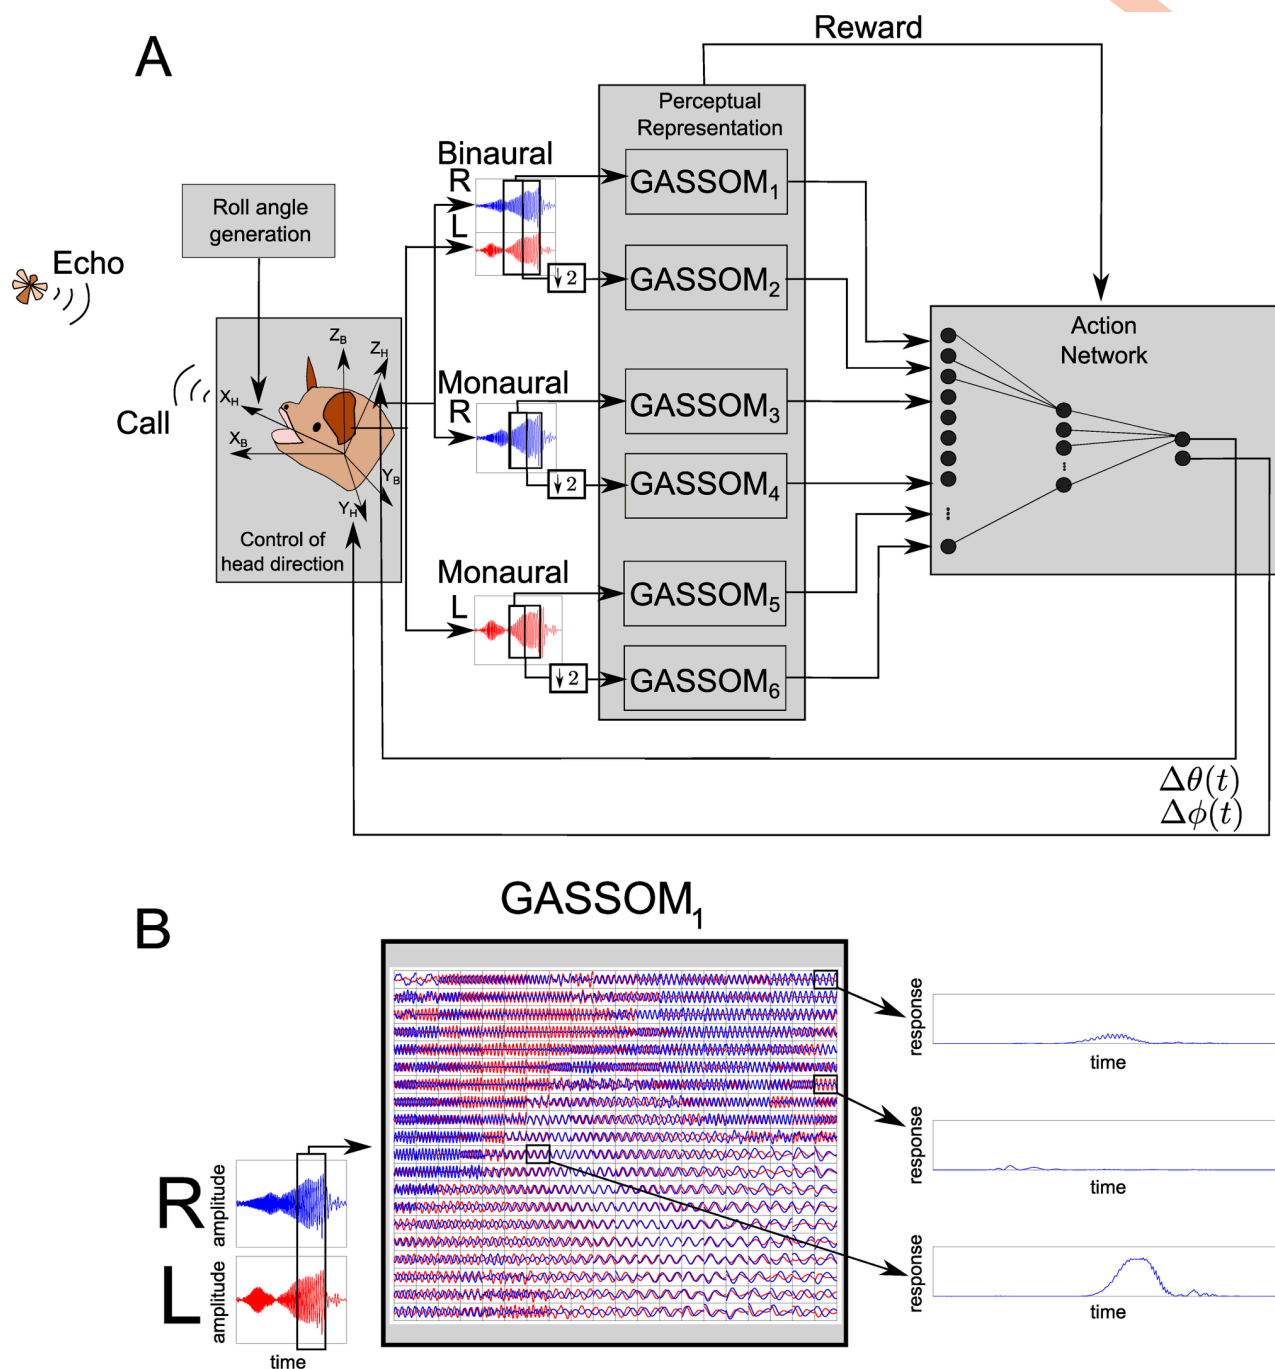 A
Reward
Perceptual
Representation
Binaural
R
L
↓2
GASSOM1
GASSOM2
Roll angle
generation
Echo
Call
ZB
ZH
XH
XB
YB
YH
Control of
head direction
Monaural
R
↓2
GASSOM3
GASSOM4
Monaural
L
↓2
GASSOM5
GASSOM6
Action
Network
Δθ(t)
Δϕ(t)
B
GASSOM1
R
amplitude
L
amplitude
time
response
time
response
time
response
time